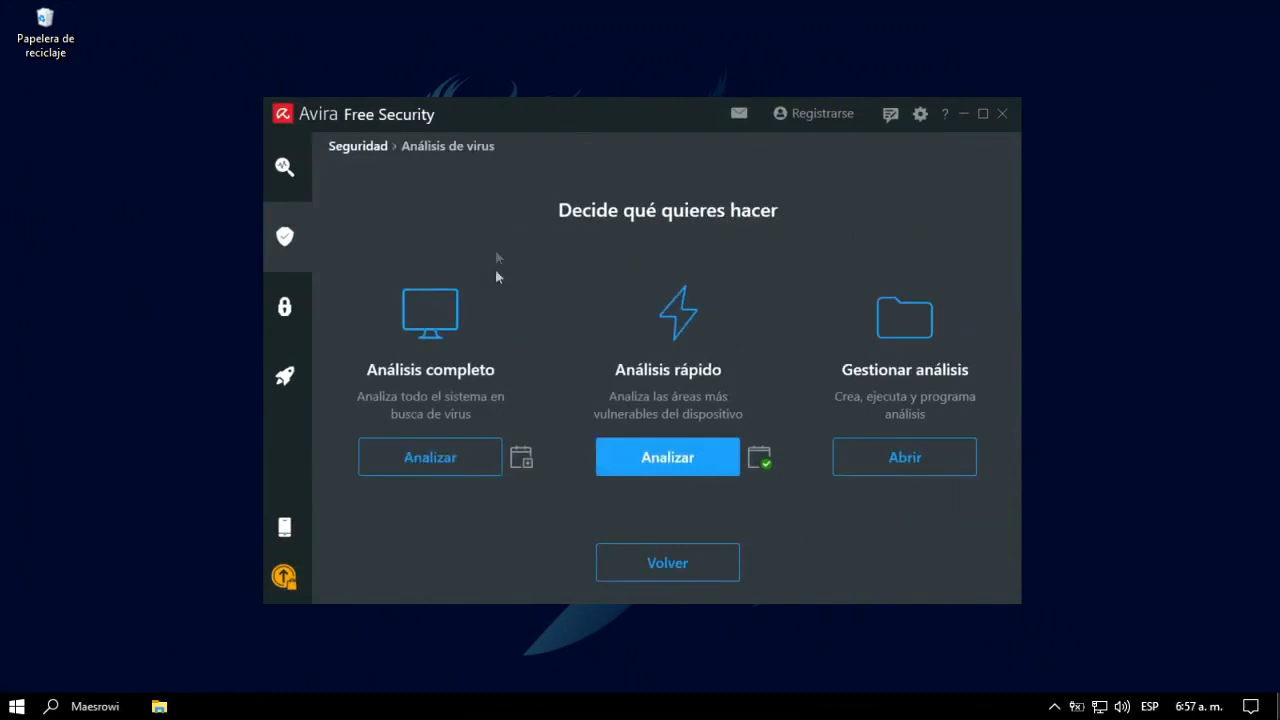 Papelera de
reciclaje
Avira Free Security
Registrarse
?
Seguridad › Análisis de virus
Decide qué quieres hacer
Análisis completo
Analiza todo el sistema en
busca de virus
Analizar
Análisis rápido
Analiza las áreas más
vulnerables del dispositivo
Analizar
Gestionar análisis
Crea, ejecuta y programa
análisis
Abrir
Volver
Maesrowi
ESP
6:57 a. m.